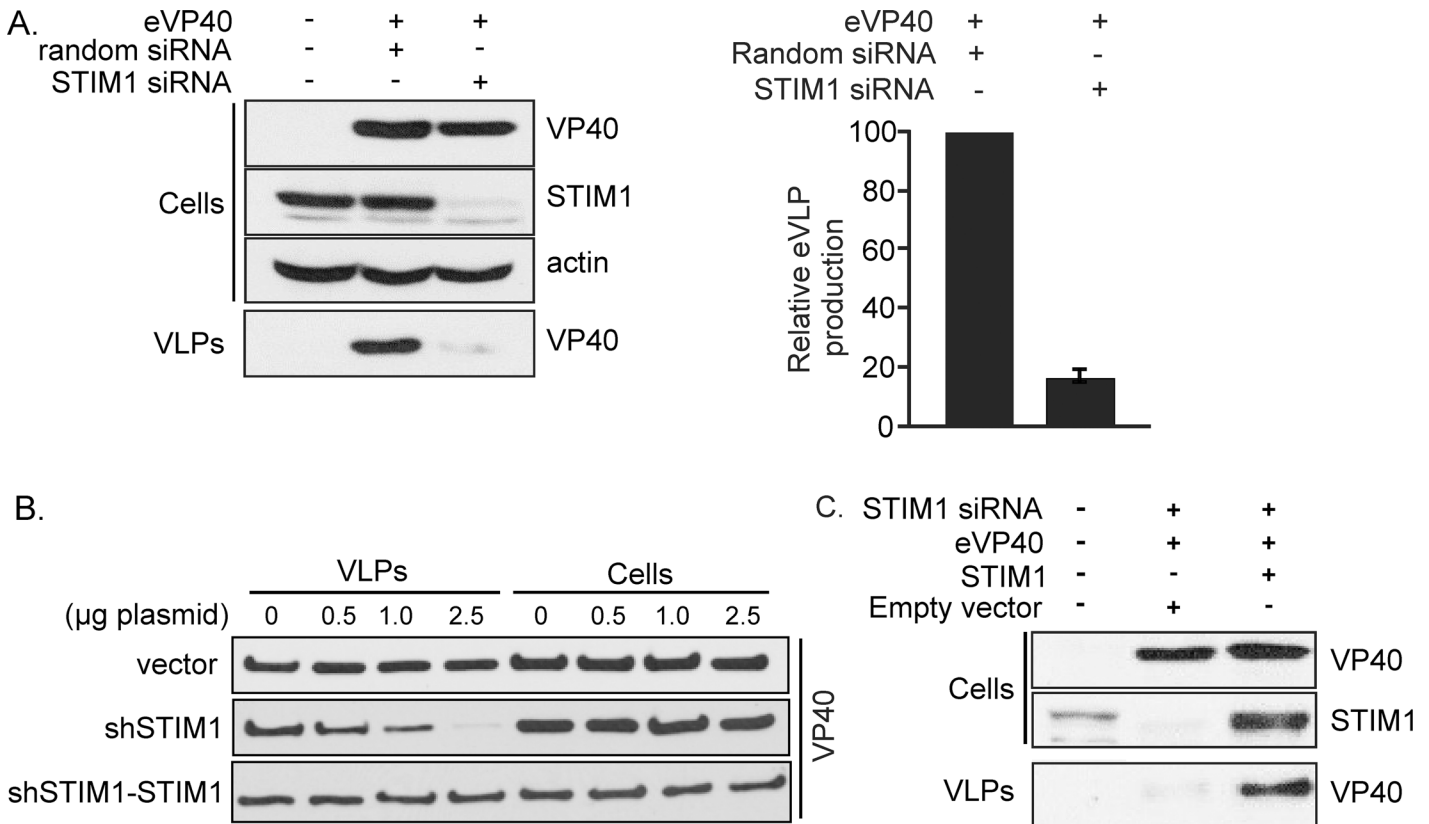 A.
eVP40 - + +
random siRNA - + -
STIM1 siRNA - - +
Cells
VP40
STIM1
actin
VLPs
VP40
eVP40 + +
Random siRNA + -
STIM1 siRNA - +
Relative eVLP
production
100
80
60
40
20
0
B.
VLPs Cells
(µg plasmid) 0 0.5 1.0 2.5 0 0.5 1.0 2.5
vector
shSTIM1
shSTIM1-STIM1
VP40
C.
STIM1 siRNA - + +
eVP40 - + +
STIM1 - - +
Empty vector - + -
Cells
VP40
STIM1
VLPs
VP40